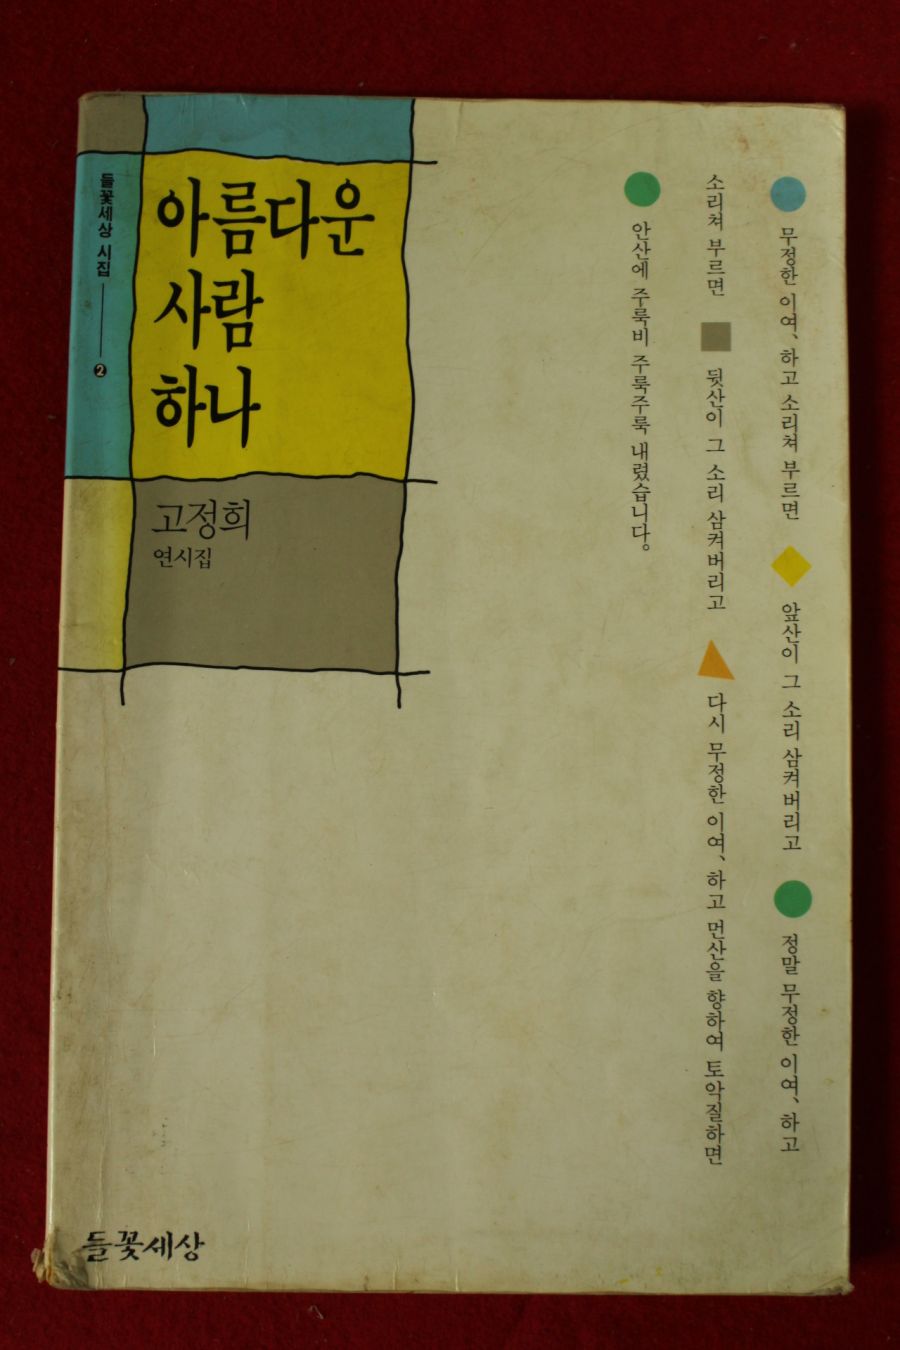 들꽃세상 시집 2
아름다운
사람
하나
고정희
연시집
무정한 이여, 하고 소리쳐 부르면 앞산이 그 소리 삼켜버리고 정말 무정한 이여, 하고
소리쳐 부르면 뒷산이 그 소리 삼켜버리고 다시 무정한 이여, 하고 먼산을 향하여 토악질하면
안산에 주룩비 주룩주룩 내렸습니다.
들꽃세상